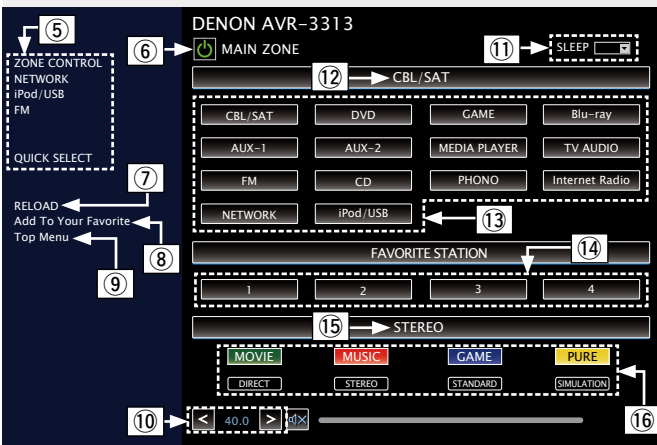 DENON AVR-3313
⑤
⑥ MAIN ZONE
⑪ SLEEP
ZONE CONTROL
NETWORK
iPod/USB
FM
QUICK SELECT
⑫ CBL/SAT
CBL/SAT DVD GAME Blu-ray
AUX-1 AUX-2 MEDIA PLAYER TV AUDIO
FM CD PHONO Internet Radio
NETWORK iPod/USB ⑬
⑦
RELOAD
Add To Your Favorite
⑧
Top Menu
⑨
FAVORITE STATION ⑭
1 2 3 4
⑮ STEREO
MOVIE MUSIC GAME PURE
DIRECT STEREO STANDARD SIMULATION
⑩ < 40.0 > ⑯